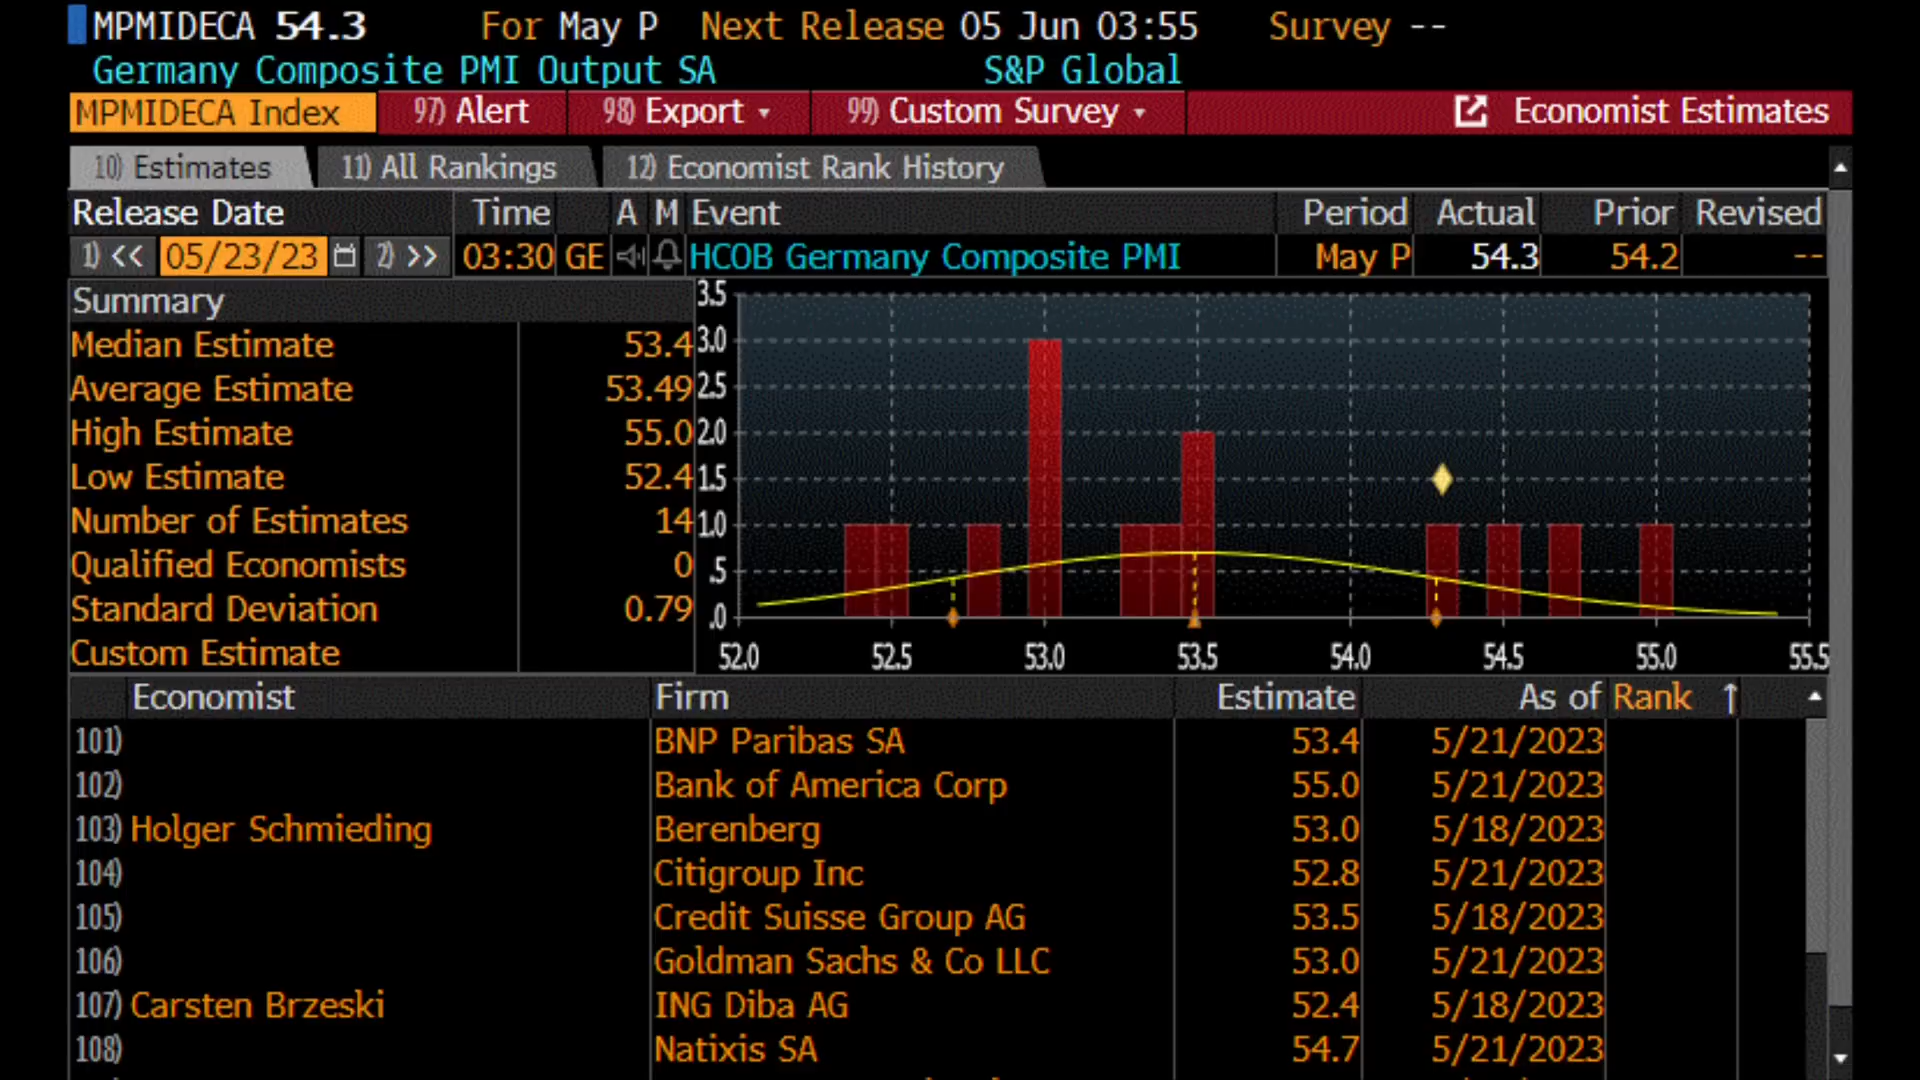 MPMIDECA 54.3 For May P Next Release 05 Jun 03:55 Survey --
Germany Composite PMI Output SA S&P Global
MPMIDECA Index 97) Alert 98) Export 99) Custom Survey Economist Estimates
10) Estimates 11) All Rankings 12) Economist Rank History
Release Date Time A M Event Period Actual Prior Revised
1) << 05/23/23 2) >> 03:30 GE HCOB Germany Composite PMI May P 54.3 54.2 --
Summary
Median Estimate 53.4
Average Estimate 53.49
High Estimate 55.0
Low Estimate 52.4
Number of Estimates 14
Qualified Economists 0
Standard Deviation 0.79
Custom Estimate
3.5
3.0
2.5
2.0
1.5
1.0
.5
.0
52.0 52.5 53.0 53.5 54.0 54.5 55.0 55.5
Economist Firm Estimate As of Rank ↑
101) BNP Paribas SA 53.4 5/21/2023
102) Bank of America Corp 55.0 5/21/2023
103) Holger Schmieding Berenberg 53.0 5/18/2023
104) Citigroup Inc 52.8 5/21/2023
105) Credit Suisse Group AG 53.5 5/18/2023
106) Goldman Sachs & Co LLC 53.0 5/21/2023
107) Carsten Brzeski ING Diba AG 52.4 5/18/2023
108) Natixis SA 54.7 5/21/2023